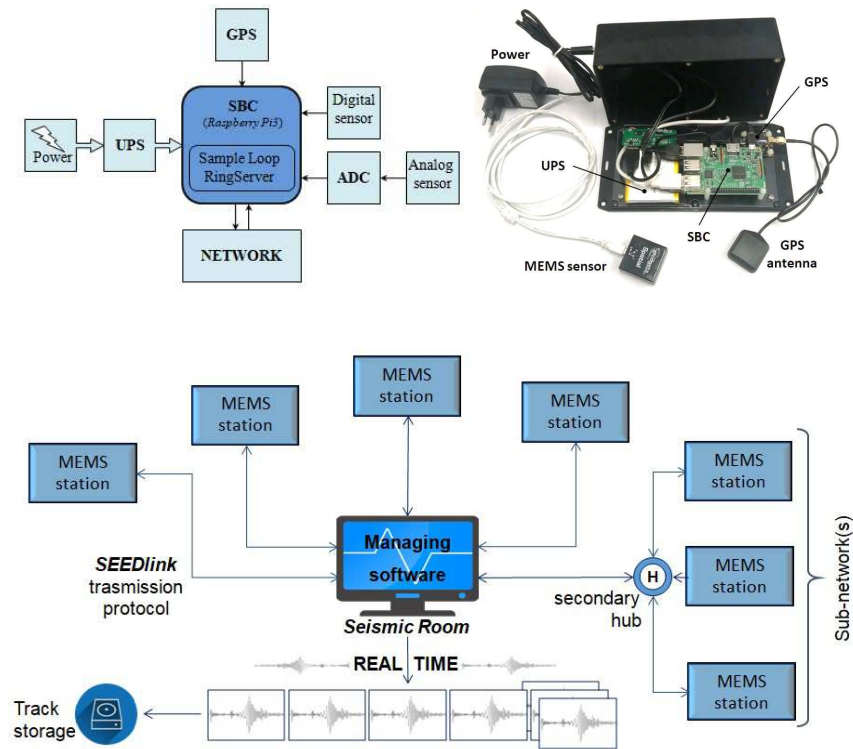 GPS
SBC
(Raspberry Pi3)
Sample Loop
RingServer
Power
UPS
Digital
sensor
ADC
Analog
sensor
NETWORK
Power
GPS
UPS
SBC
MEMS sensor
GPS
antenna
MEMS
station
MEMS
station
MEMS
station
MEMS
station
MEMS
station
MEMS
station
MEMS
station
SEEDlink
trasmission
protocol
Managing
software
Seismic Room
H
secondary
hub
Sub-network(s)
REAL TIME
Track
storage